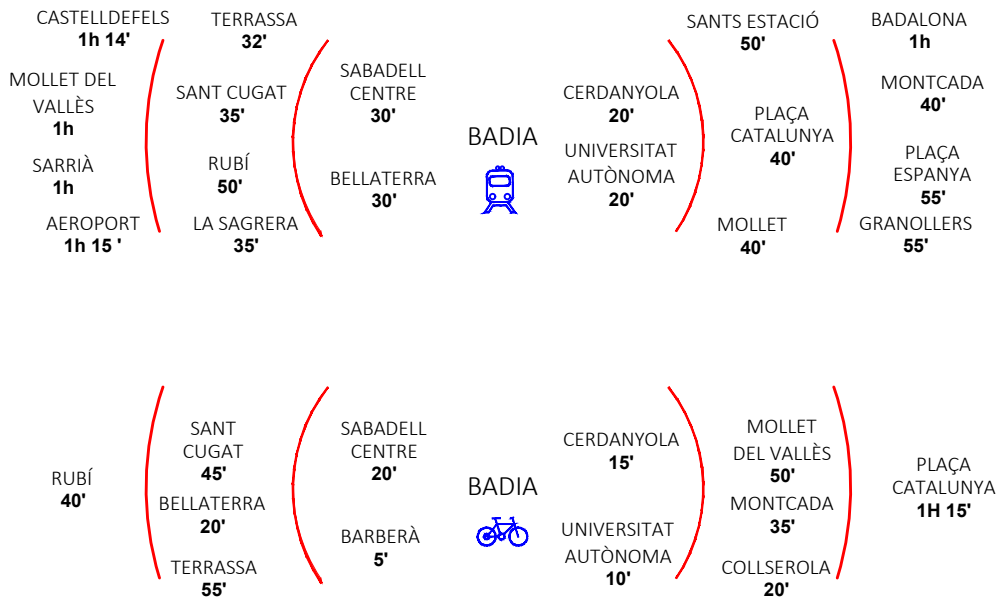 CASTELLDEFELS
1h 14'
MOLLET DEL
VALLÈS
1h
SARRIÀ
1h
AEROPORT
1h 15 '
TERRASSA
32'
SANT CUGAT
35'
RUBÍ
50'
LA SAGRERA
35'
SABADELL
CENTRE
30'
BELLATERRA
30'
BADIA
CERDANYOLA
20'
UNIVERSITAT
AUTÒNOMA
20'
SANTS ESTACIÓ
50'
PLAÇA
CATALUNYA
40'
MOLLET
40'
BADALONA
1h
MONTCADA
40'
PLAÇA
ESPANYA
55'
GRANOLLERS
55'
RUBÍ
40'
SANT
CUGAT
45'
BELLATERRA
20'
TERRASSA
55'
SABADELL
CENTRE
20'
BARBERÀ
5'
BADIA
CERDANYOLA
15'
UNIVERSITAT
AUTÒNOMA
10'
MOLLET
DEL VALLÈS
50'
MONTCADA
35'
COLLSEROLA
20'
PLAÇA
CATALUNYA
1H 15'